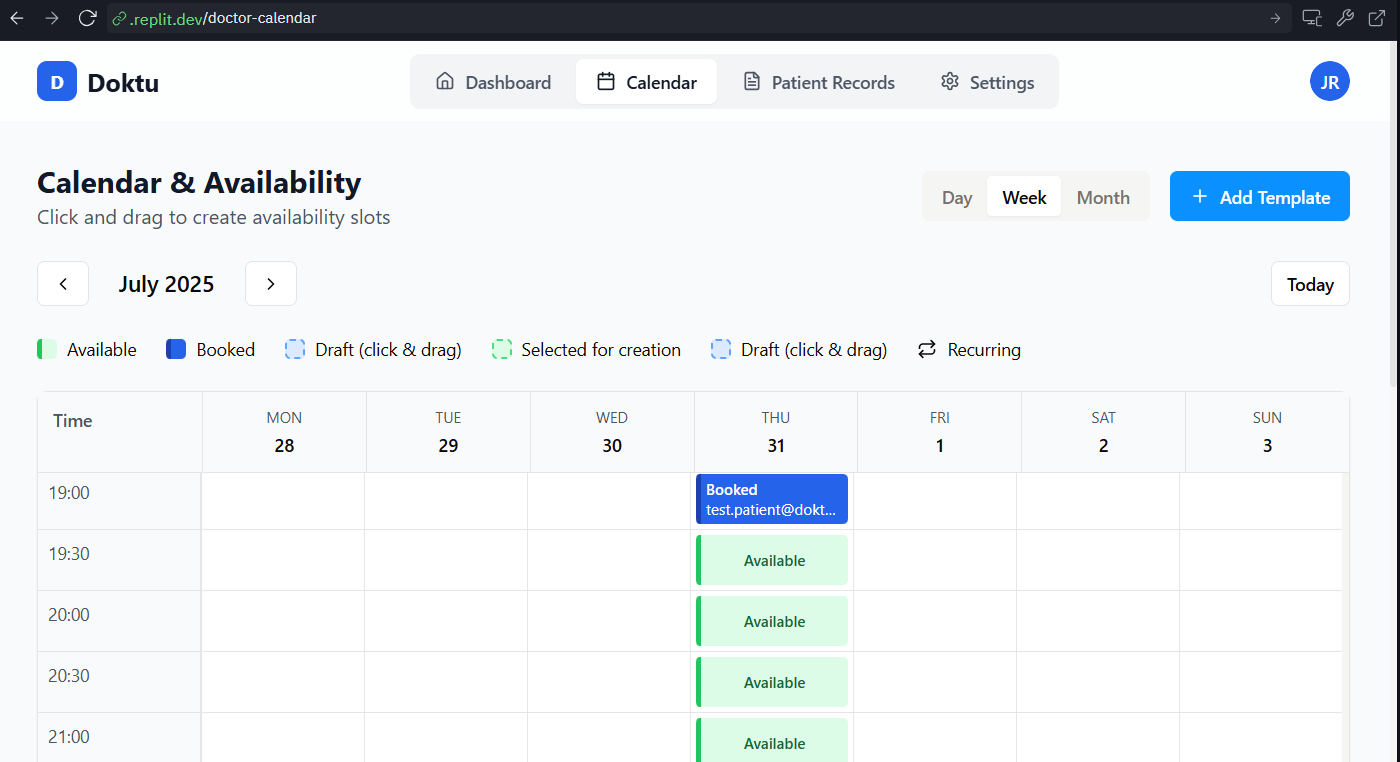 .replit.dev/doctor-calendar
D Doktu
Dashboard Calendar Patient Records Settings
JR
Calendar & Availability
Click and drag to create availability slots
Day Week Month
Add Template
July 2025
Today
Available Booked Draft (click & drag) Selected for creation Draft (click & drag) Recurring
Time MON TUE WED THU FRI SAT SUN
28 29 30 31 1 2 3
19:00 Booked
test.patient@dokt...
19:30 Available
20:00 Available
20:30 Available
21:00 Available